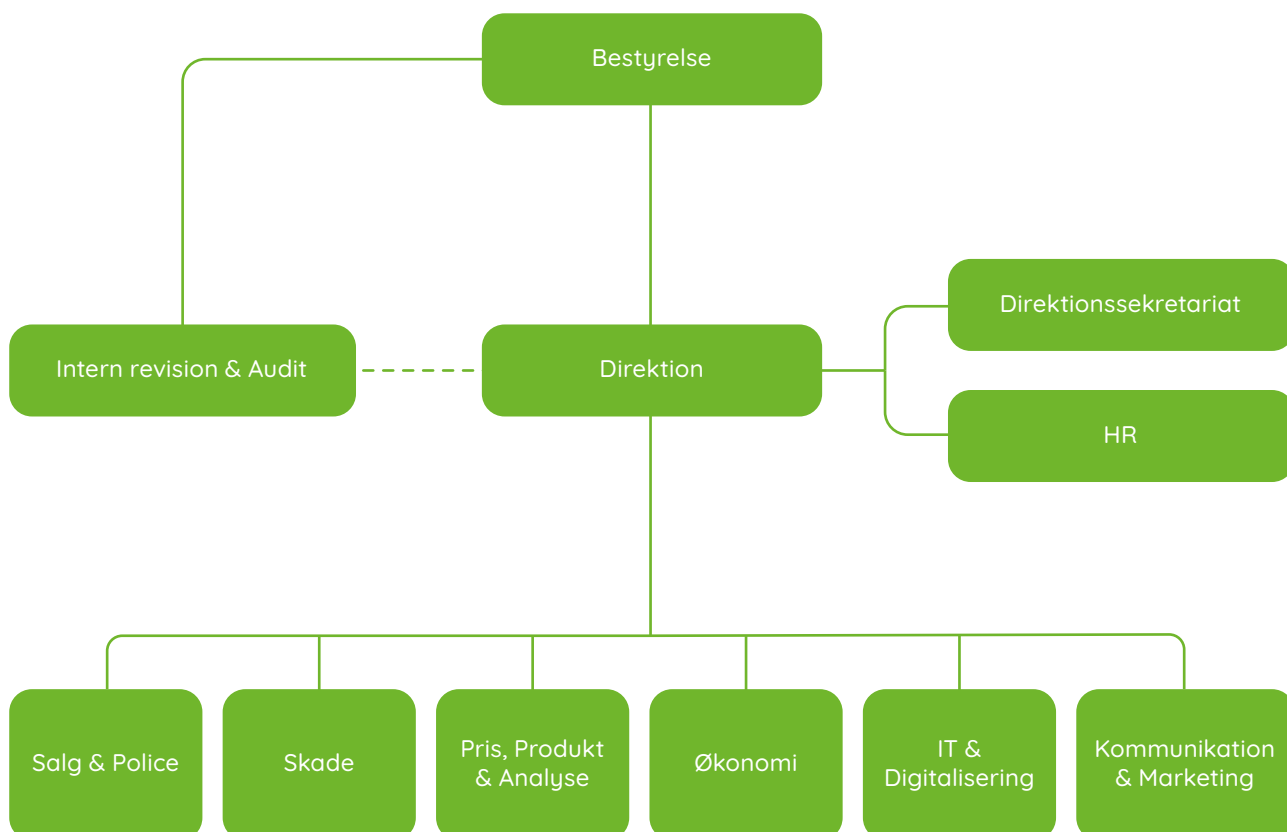 Bestyrelse
Direktionssekretariat
Intern revision & Audit
Direktion
HR
Salg & Police
Skade
Pris, Produkt
& Analyse
Økonomi
IT &
Digitalisering
Kommunikation
& Marketing